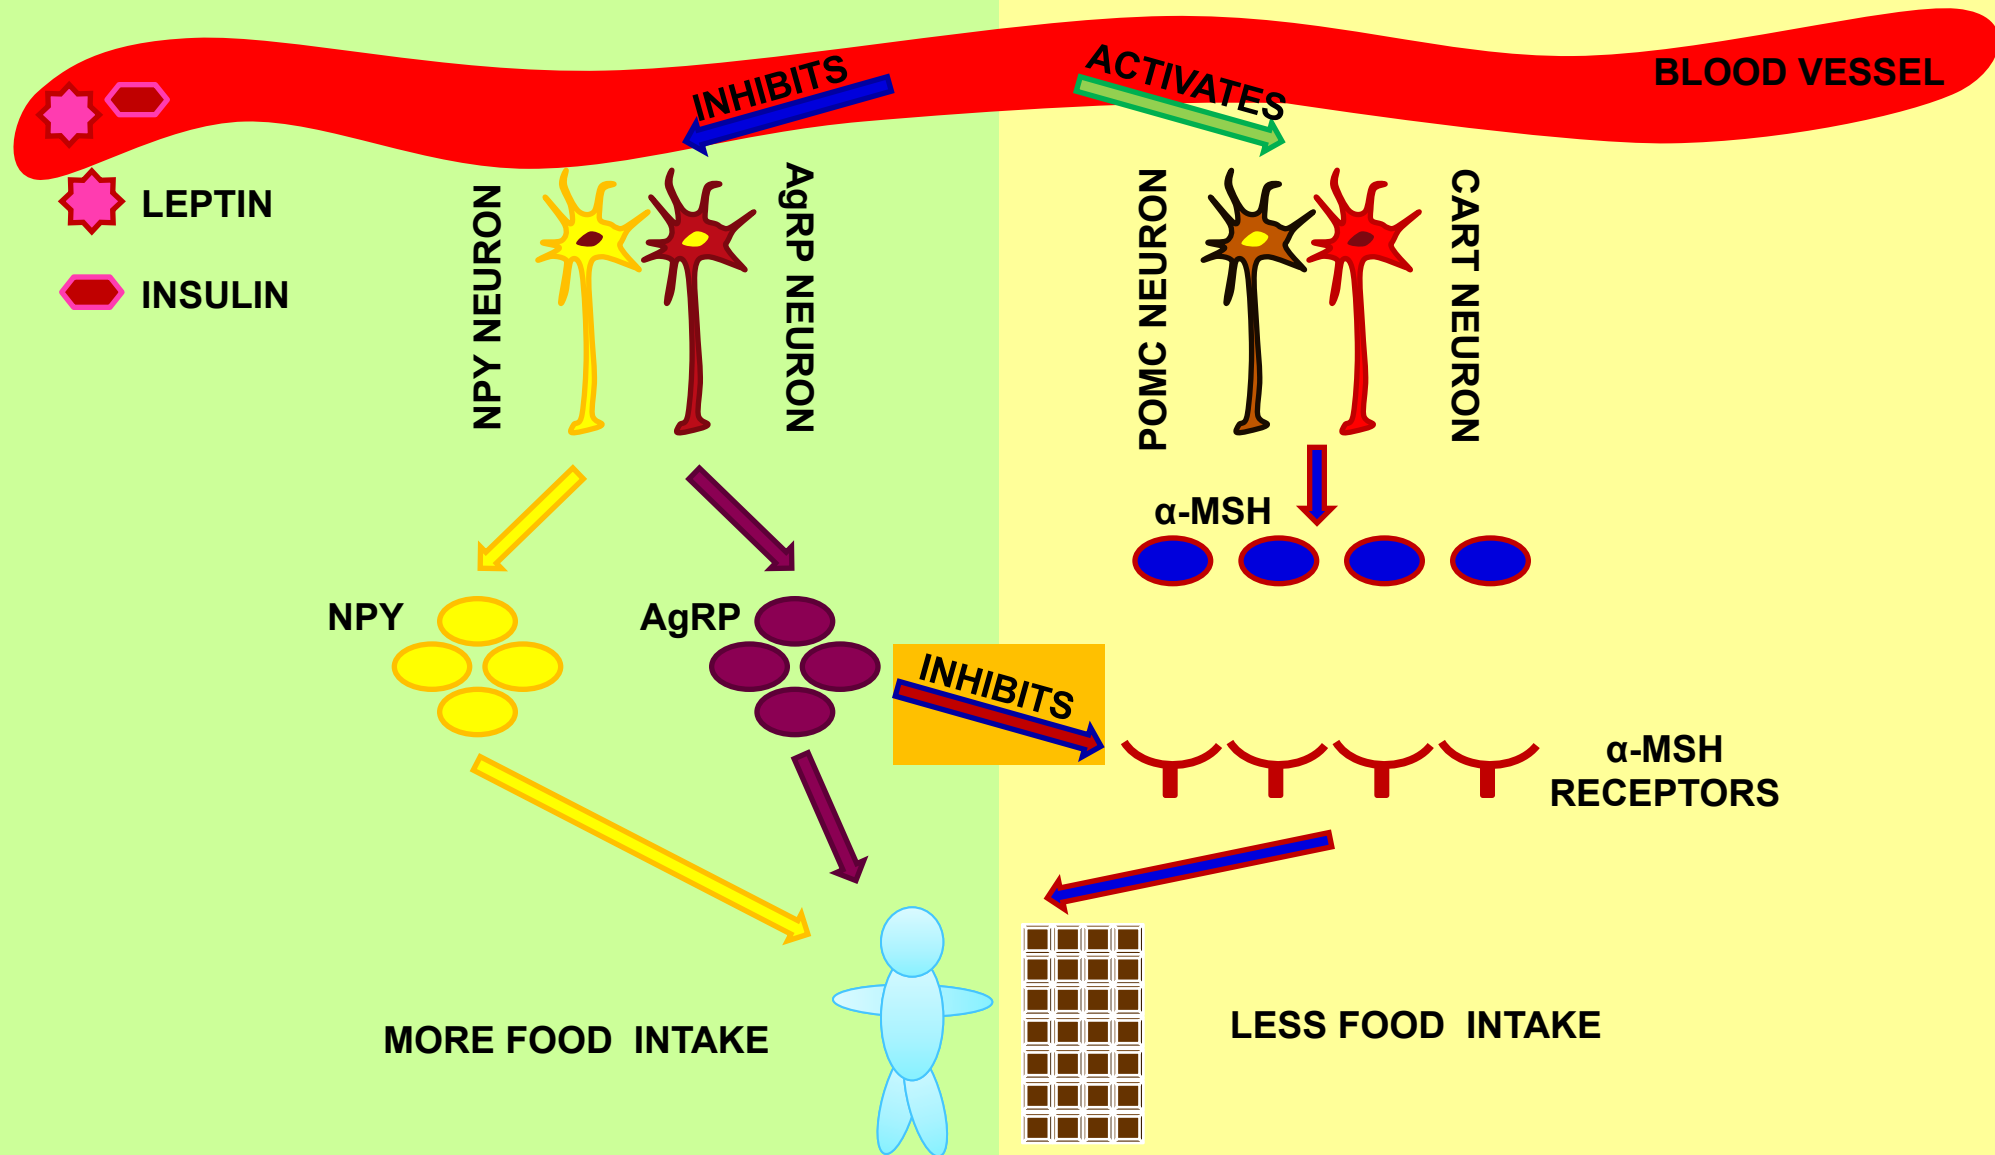 INHIBITS
ACTIVATES
BLOOD VESSEL
LEPTIN
INSULIN
NPY NEURON
AgRP NEURON
POMC NEURON
CART NEURON
α-MSH
NPY
AgRP
INHIBITS
α-MSH
RECEPTORS
MORE FOOD INTAKE
LESS FOOD INTAKE